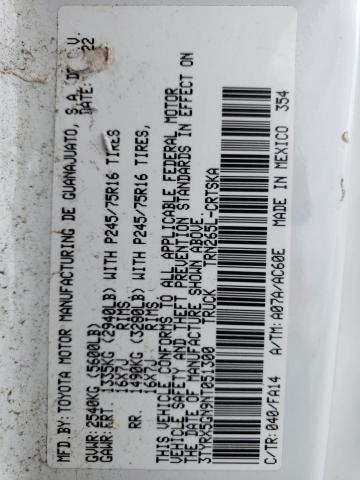 MFD. BY: TOYOTA MOTOR MANUFACTURING DE GUANAJUATO, S.A. DE C.V.
GVWR: 2540KG (5600LB) DATE: 22
GAWR: FRT. 1335KG (2940LB) WITH P245/75R16 TIRES
16X7J RIMS
RR. 1490KG (3280LB) WITH P245/75R16 TIRES,
16X7J RIMS
THIS VEHICLE CONFORMS TO ALL APPLICABLE FEDERAL MOTOR
VEHICLE SAFETY AND THEFT PREVENTION STANDARDS IN EFFECT ON
THE DATE OF MANUFACTURE SHOWN ABOVE.
3TYRX5GN9NT051300 TRUCK TRN265L-CRTSKA
C/TR: 040/FA14 A/TM: A07A/AC60E MADE IN MEXICO 354